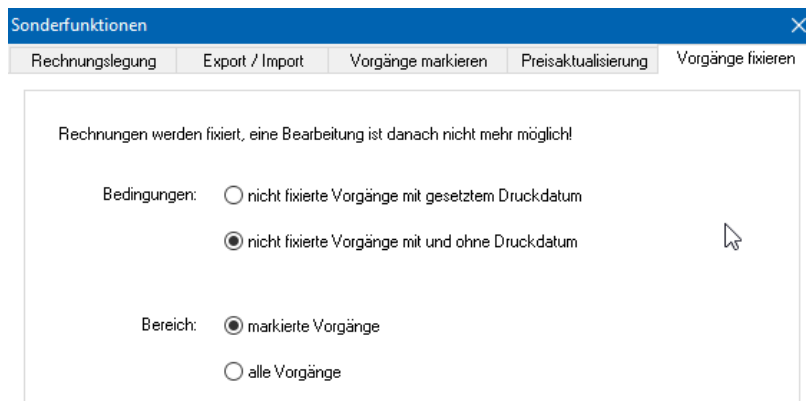 Sonderfunktionen
Rechnungslegung Export / Import Vorgänge markieren Preisaktualisierung Vorgänge fixieren
Rechnungen werden fixiert, eine Bearbeitung ist danach nicht mehr möglich!
Bedingungen: nicht fixierte Vorgänge mit gesetztem Druckdatum
nicht fixierte Vorgänge mit und ohne Druckdatum
Bereich: markierte Vorgänge
alle Vorgänge